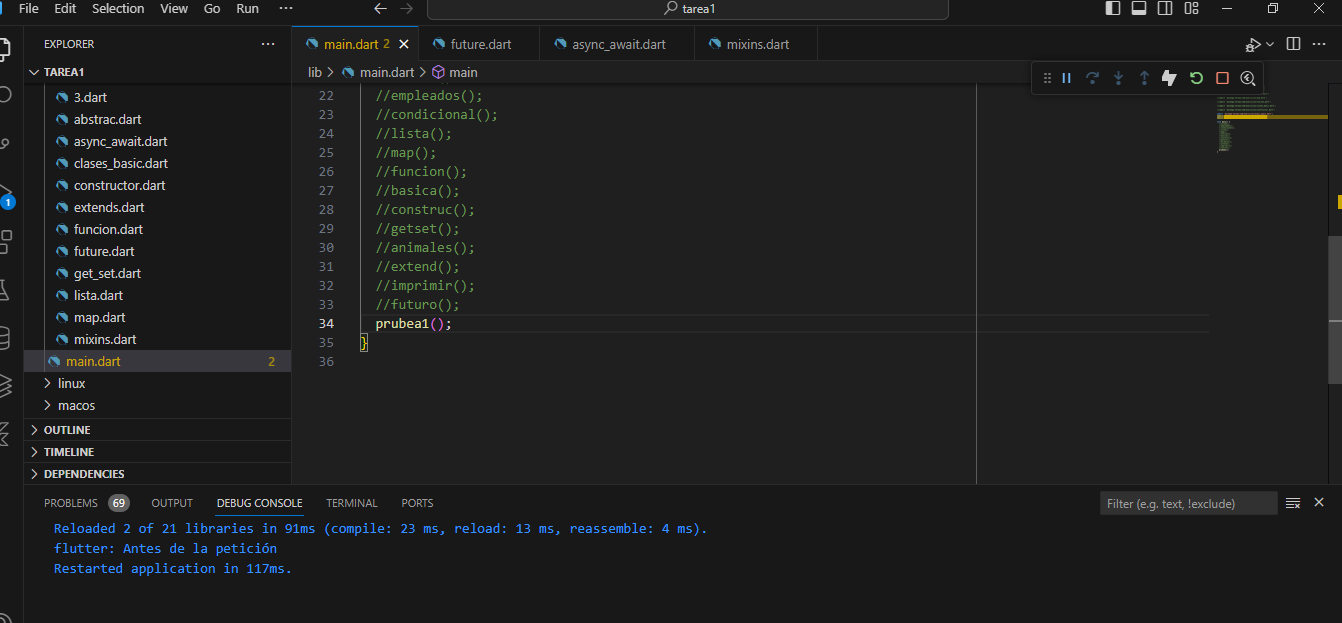 File Edit Selection View Go Run ··· tarea1
EXPLORER ···
main.dart 2
future.dart
async_await.dart
mixins.dart
TAREA1
lib > main.dart > main
3.dart
abstrac.dart
async_await.dart
clases_basic.dart
constructor.dart
extends.dart
funcion.dart
future.dart
get_set.dart
lista.dart
map.dart
mixins.dart
main.dart 2
linux
macos
OUTLINE
TIMELINE
DEPENDENCIES
1
22 //empleados();
23 //condicional();
24 //lista();
25 //map();
26 //funcion();
27 //basica();
28 //construc();
29 //getset();
30 //animales();
31 //extend();
32 //imprimir();
33 //futuro();
34 prubea1();
35 }
36
PROBLEMS 69 OUTPUT DEBUG CONSOLE TERMINAL PORTS Filter (e.g. text, !exclude)
Reloaded 2 of 21 libraries in 91ms (compile: 23 ms, reload: 13 ms, reassemble: 4 ms).
flutter: Antes de la petición
Restarted application in 117ms.